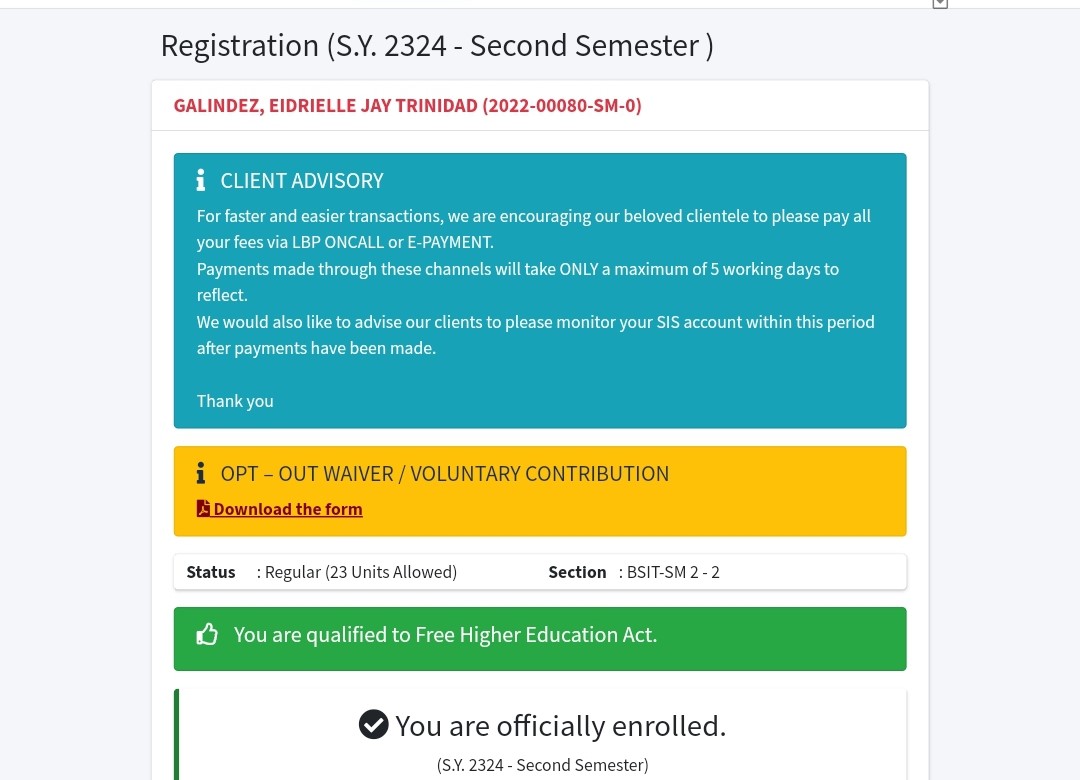 Registration (S.Y. 2324 - Second Semester )
GALINDEZ, EIDRIELLE JAY TRINIDAD (2022-00080-SM-0)
CLIENT ADVISORY
For faster and easier transactions, we are encouraging our beloved clientele to please pay all
your fees via LBP ONCALL or E-PAYMENT.
Payments made through these channels will take ONLY a maximum of 5 working days to
reflect.
We would also like to advise our clients to please monitor your SIS account within this period
after payments have been made.
Thank you
OPT – OUT WAIVER / VOLUNTARY CONTRIBUTION
Download the form
Status : Regular (23 Units Allowed) Section : BSIT-SM 2 - 2
You are qualified to Free Higher Education Act.
You are officially enrolled.
(S.Y. 2324 - Second Semester)